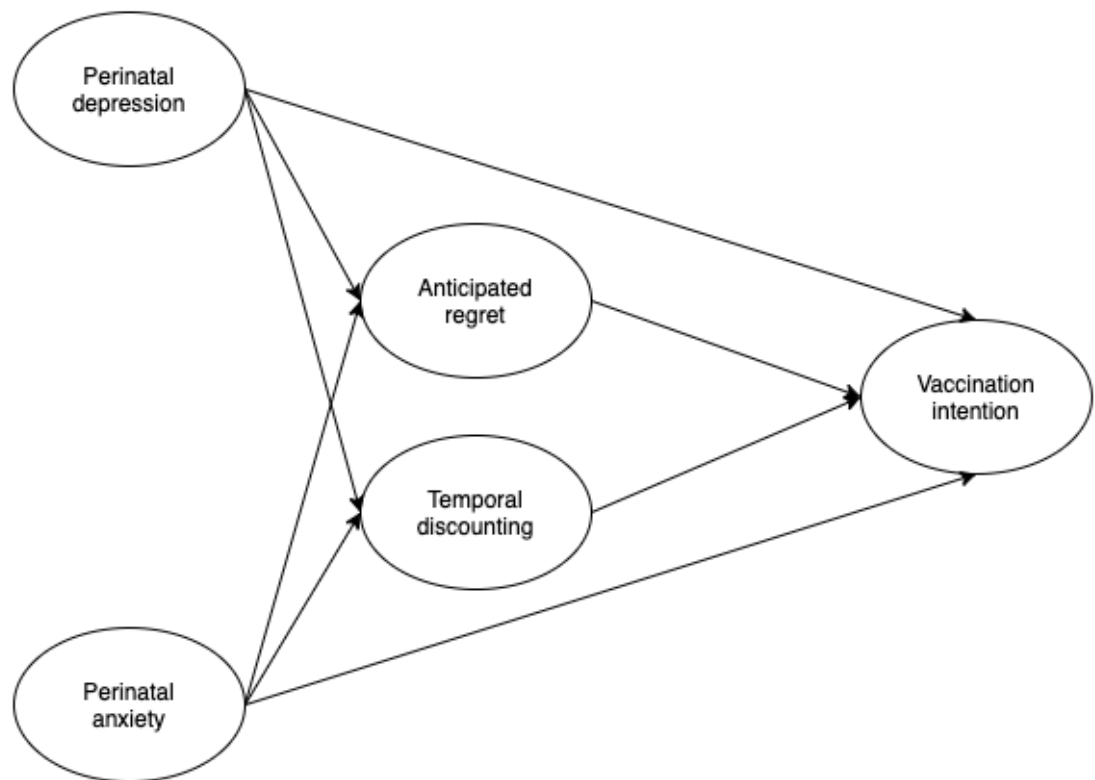 Perinatal
depression
Anticipated
regret
Vaccination
intention
Temporal
discounting
Perinatal
anxiety